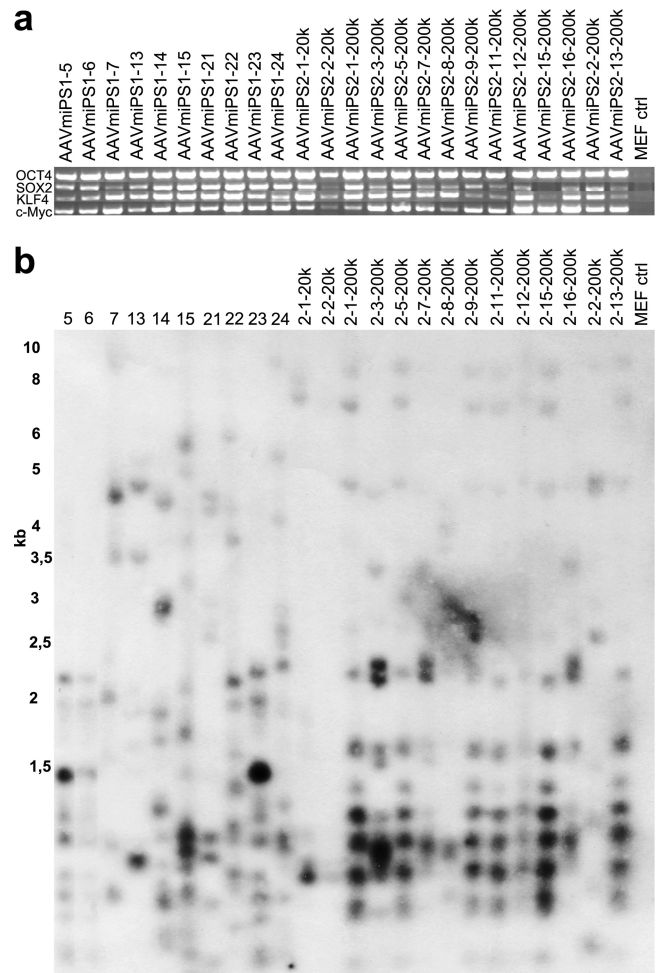 a
AAVmiPS1-5
AAVmiPS1-6
AAVmiPS1-7
AAVmiPS1-13
AAVmiPS1-14
AAVmiPS1-15
AAVmiPS1-21
AAVmiPS1-22
AAVmiPS1-23
AAVmiPS1-24
AAVmiPS2-1-20k
AAVmiPS2-2-20k
AAVmiPS2-1-200k
AAVmiPS2-3-200k
AAVmiPS2-5-200k
AAVmiPS2-7-200k
AAVmiPS2-8-200k
AAVmiPS2-9-200k
AAVmiPS2-11-200k
AAVmiPS2-12-200k
AAVmiPS2-15-200k
AAVmiPS2-16-200k
AAVmiPS2-2-200k
AAVmiPS2-13-200k
MEF ctrl
OCT4
SOX2
KLF4
c-Myc
b
5 6 7 13 14 15 21 22 23 24
2-1-20k
2-2-20k
2-1-200k
2-3-200k
2-5-200k
2-7-200k
2-8-200k
2-9-200k
2-11-200k
2-12-200k
2-15-200k
2-16-200k
2-2-200k
2-13-200k
MEF ctrl
10
8
6
5
4
kb
3,5
3
2,5
2
1,5